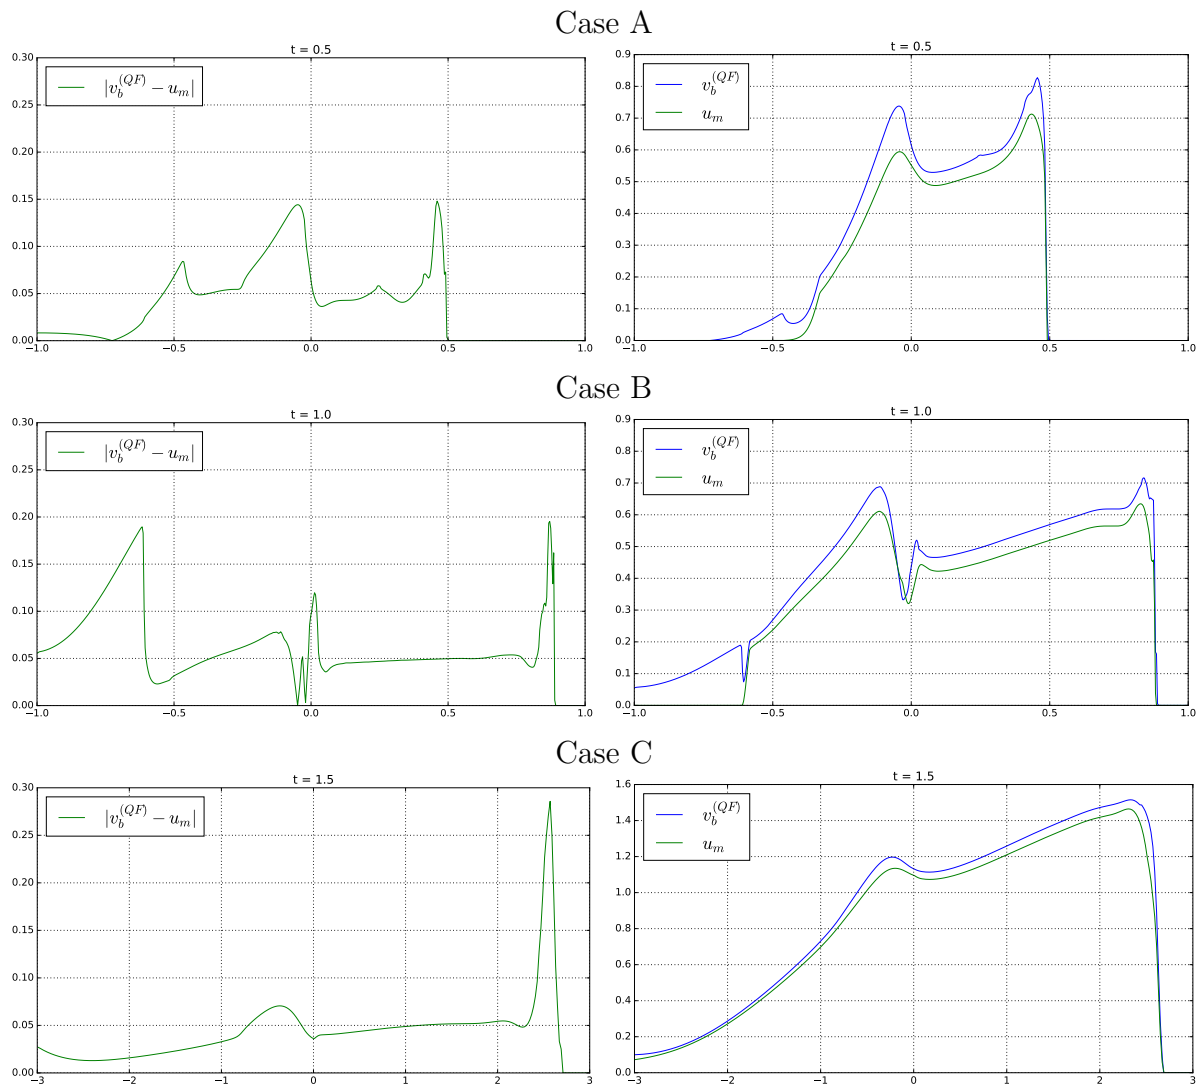 Case A
t = 0.5
0.30
0.25
0.20
0.15
0.10
0.05
0.00
−1.0 −0.5 0.0 0.5 1.0
|v_b^{(QF)} − u_m|
t = 0.5
0.9
0.8
0.7
0.6
0.5
0.4
0.3
0.2
0.1
0.0
−1.0 −0.5 0.0 0.5 1.0
v_b^{(QF)}
u_m
Case B
t = 1.0
0.30
0.25
0.20
0.15
0.10
0.05
0.00
−1.0 −0.5 0.0 0.5 1.0
|v_b^{(QF)} − u_m|
t = 1.0
0.9
0.8
0.7
0.6
0.5
0.4
0.3
0.2
0.1
0.0
−1.0 −0.5 0.0 0.5 1.0
v_b^{(QF)}
u_m
Case C
t = 1.5
0.30
0.25
0.20
0.15
0.10
0.05
0.00
−3 −2 −1 0 1 2 3
|v_b^{(QF)} − u_m|
t = 1.5
1.6
1.4
1.2
1.0
0.8
0.6
0.4
0.2
0.0
−3 −2 −1 0 1 2 3
v_b^{(QF)}
u_m